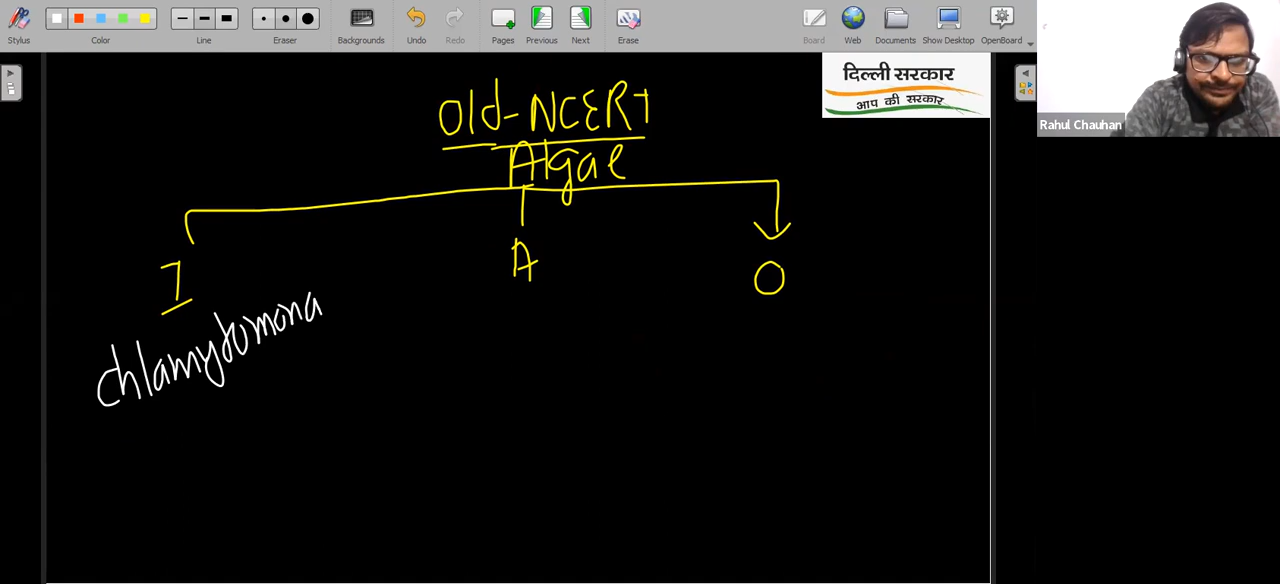 Stylus
Color
Line
Eraser
Backgrounds
Undo
Redo
Pages
Previous
Next
Erase
Board
Web
Documents
Show Desktop
OpenBoard
दिल्ली सरकार
आप की सरकार
Rahul Chauhan
Old-NCERT
Algae
I A O
chlamydomona